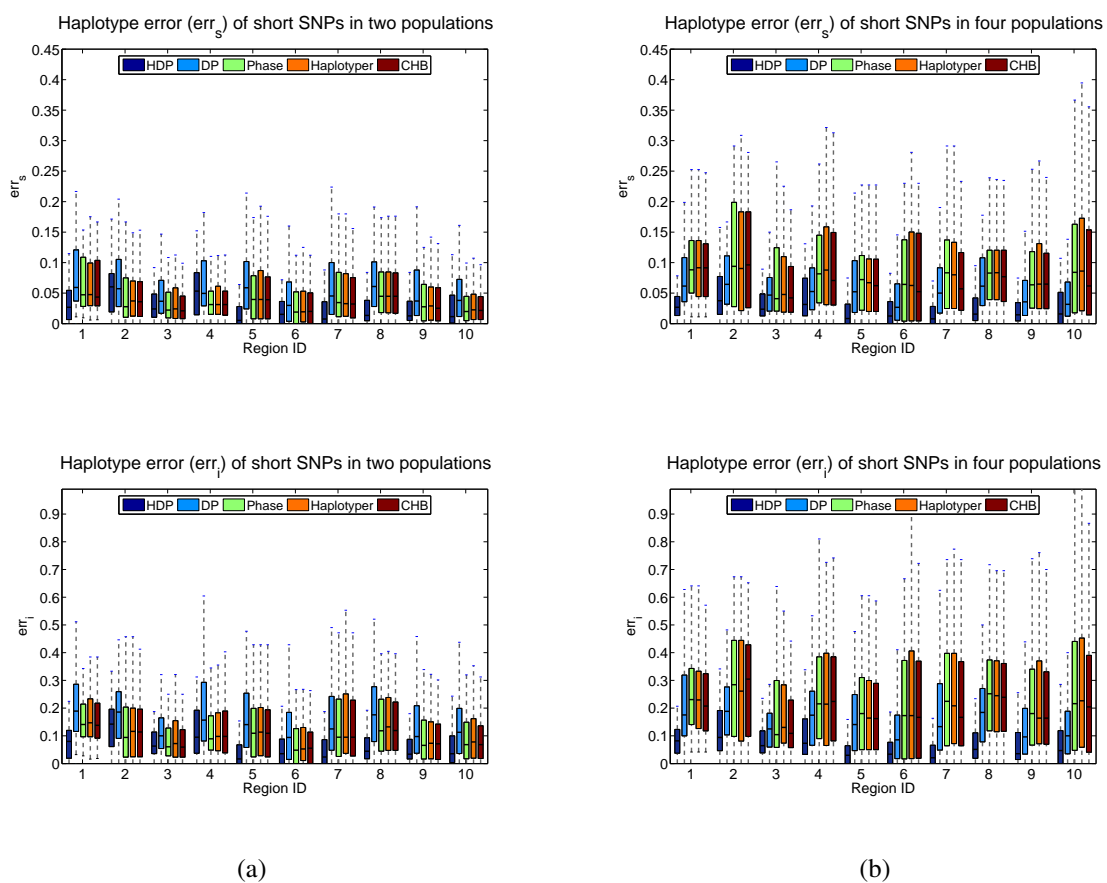 Haplotype error (err_s) of short SNPs in two populations
0.45
0.4
0.35
0.3
0.25
0.2
0.15
0.1
0.05
0
err_s
HDP DP Phase Haplotyper CHB
1 2 3 4 5 6 7 8 9 10
Region ID
Haplotype error (err_s) of short SNPs in four populations
0.45
0.4
0.35
0.3
0.25
0.2
0.15
0.1
0.05
0
err_s
HDP DP Phase Haplotyper CHB
1 2 3 4 5 6 7 8 9 10
Region ID
Haplotype error (err_i) of short SNPs in two populations
0.9
0.8
0.7
0.6
0.5
0.4
0.3
0.2
0.1
0
err_i
HDP DP Phase Haplotyper CHB
1 2 3 4 5 6 7 8 9 10
Region ID
Haplotype error (err_i) of short SNPs in four populations
0.9
0.8
0.7
0.6
0.5
0.4
0.3
0.2
0.1
0
err_i
HDP DP Phase Haplotyper CHB
1 2 3 4 5 6 7 8 9 10
Region ID
(a)
(b)